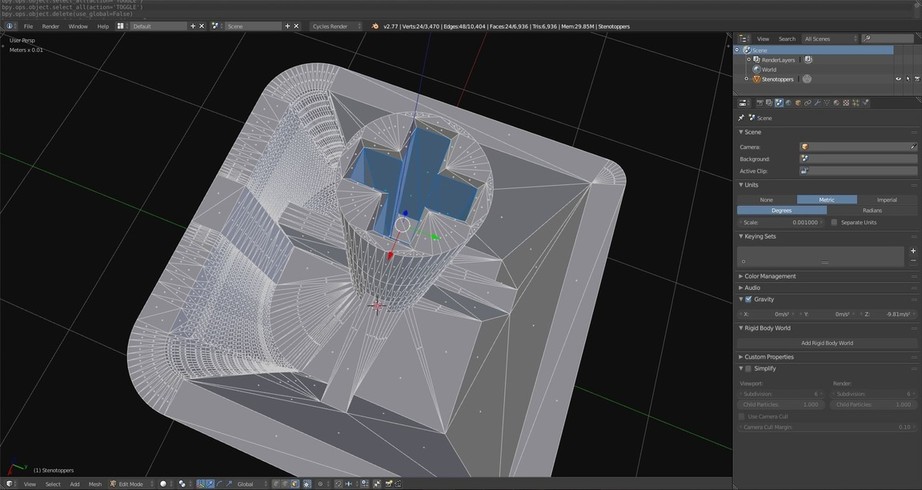 bpy.ops.object.select_all(action='TOGGLE')
bpy.ops.object.delete(use_global=False)
File Render Window Help Default Scene Cycles Render v2.77 | Verts:24/3,470 | Edges:48/10,404 | Faces:24/6,936 | Tris:6,936 | Mem:29.85M | Stenotoppers
User Persp
Meters x 0.01
View Search All Scenes
Scene
RenderLayers
World
Stenotoppers
Scene
Scene
Camera:
Background:
Active Clip:
Units
None Metric Imperial
Degrees Radians
Scale: 0.001000 Separate Units
Keying Sets
Color Management
Audio
Gravity
X: 0m/s² Y: 0m/s² Z: -9.81m/s²
Rigid Body World
Add Rigid Body World
Custom Properties
Simplify
Viewport: Render:
Subdivision: 6 Subdivision: 6
Child Particles: 1.000 Child Particles: 1.000
Use Camera Cull
Camera Cull Margin: 0.10
(1) Stenotoppers
View Select Add Mesh Edit Mode Global